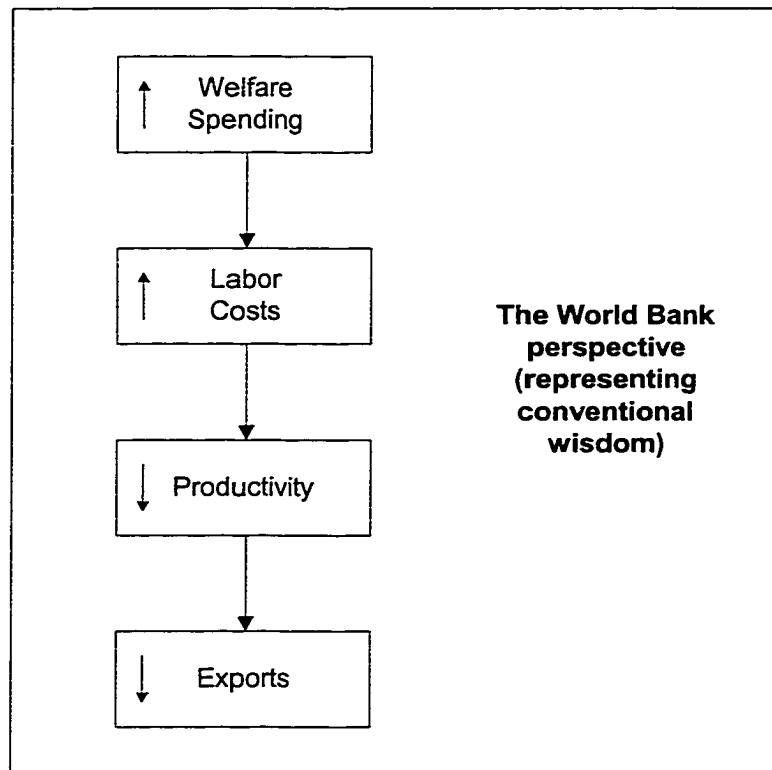 Welfare
Spending
Labor
Costs
Productivity
Exports
The World Bank
perspective
(representing
conventional
wisdom)